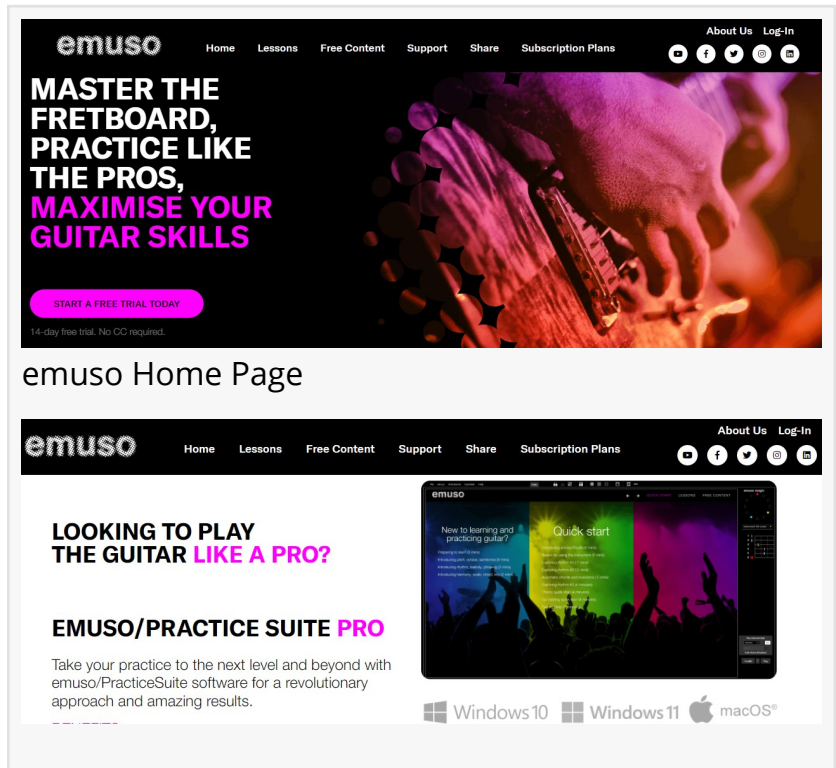 emuso
Home Lessons Free Content Support Share Subscription Plans
About Us Log-In
MASTER THE
FRETBOARD,
PRACTICE LIKE
THE PROS,
MAXIMISE YOUR
GUITAR SKILLS
START A FREE TRIAL TODAY
14-day free trial. No CC required.
emuso Home Page
emuso
Home Lessons Free Content Support Share Subscription Plans
About Us Log-In
LOOKING TO PLAY
THE GUITAR LIKE A PRO?
EMUSO/PRACTICE SUITE PRO
Take your practice to the next level and beyond with
emuso/PracticeSuite software for a revolutionary
approach and amazing results.
emuso
QUICK START LESSONS FREE CONTENT
New to learning and
practicing guitar?
Quick start
Windows 10 Windows 11 macOS®